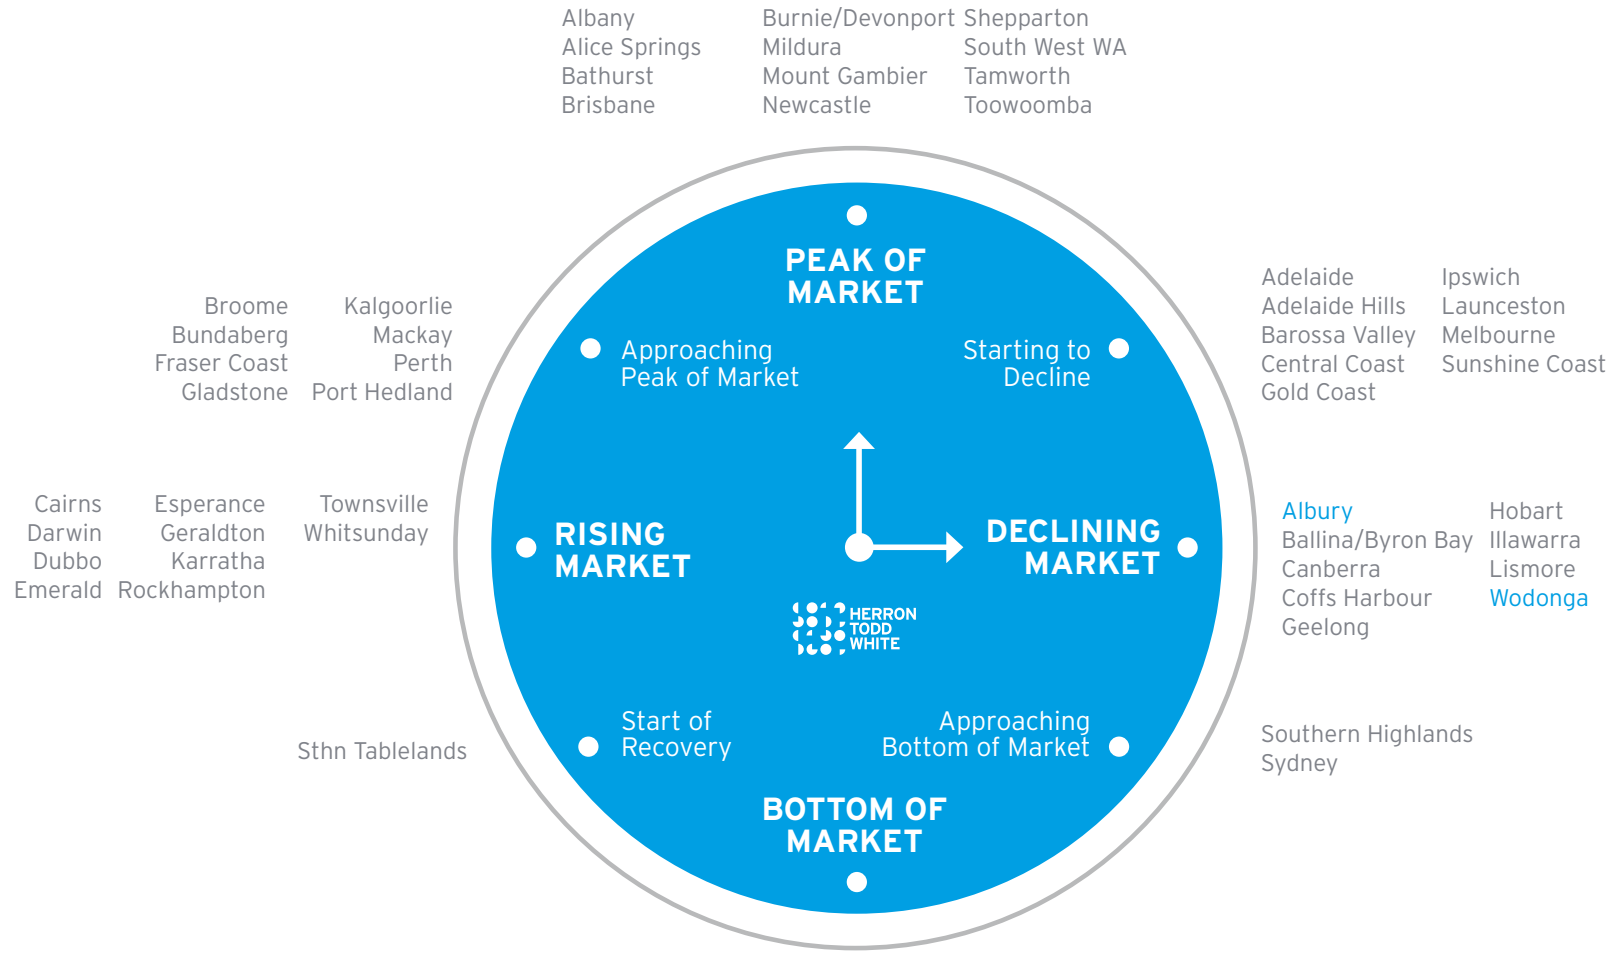 Albany
Alice Springs
Bathurst
Brisbane
Burnie/Devonport
Mildura
Mount Gambier
Newcastle
Shepparton
South West WA
Tamworth
Toowoomba
PEAK OF
MARKET
Broome
Bundaberg
Fraser Coast
Gladstone
Kalgoorlie
Mackay
Perth
Port Hedland
Approaching
Peak of Market
Starting to
Decline
Adelaide
Adelaide Hills
Barossa Valley
Central Coast
Gold Coast
Ipswich
Launceston
Melbourne
Sunshine Coast
Cairns
Darwin
Dubbo
Emerald
Esperance
Geraldton
Karratha
Rockhampton
Townsville
Whitsunday
RISING
MARKET
DECLINING
MARKET
Albury
Ballina/Byron Bay
Canberra
Coffs Harbour
Geelong
Hobart
Illawarra
Lismore
Wodonga
HERRON
TODD
WHITE
Sthn Tablelands
Start of
Recovery
Approaching
Bottom of Market
Southern Highlands
Sydney
BOTTOM OF
MARKET